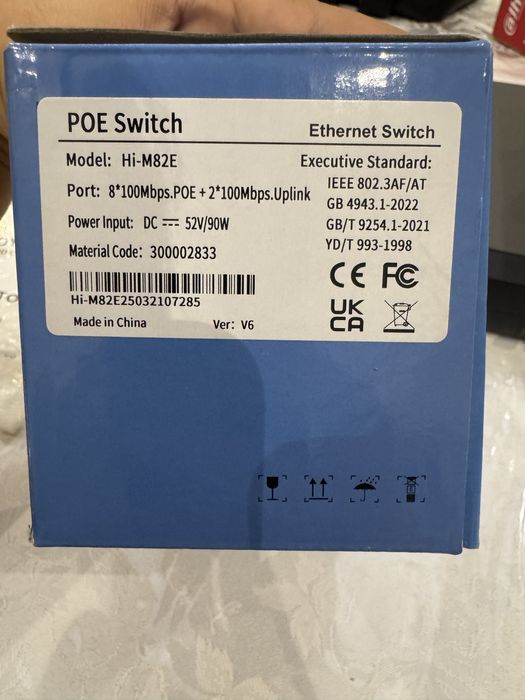 POE Switch
Ethernet Switch
Model: Hi-M82E
Executive Standard:
Port: 8*100Mbps.POE + 2*100Mbps.Uplink
IEEE 802.3AF/AT
GB 4943.1-2022
Power Input: DC ⎓ 52V/90W
GB/T 9254.1-2021
Material Code: 300002833
YD/T 993-1998
CE FC
Hi-M82E25032107285
UK
CA
Made in China
Ver: V6